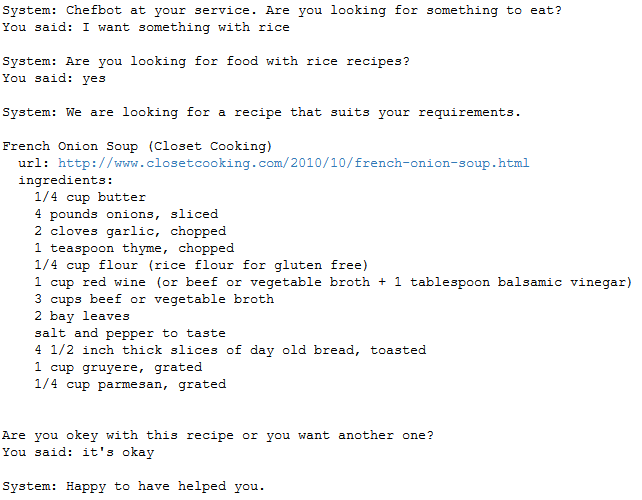 System: Chefbot at your service. Are you looking for something to eat?
You said: I want something with rice
System: Are you looking for food with rice recipes?
You said: yes
System: We are looking for a recipe that suits your requirements.
French Onion Soup (Closet Cooking)
url: http://www.closetcooking.com/2010/10/french-onion-soup.html
ingredients:
1/4 cup butter
4 pounds onions, sliced
2 cloves garlic, chopped
1 teaspoon thyme, chopped
1/4 cup flour (rice flour for gluten free)
1 cup red wine (or beef or vegetable broth + 1 tablespoon balsamic vinegar)
3 cups beef or vegetable broth
2 bay leaves
salt and pepper to taste
4 1/2 inch thick slices of day old bread, toasted
1 cup gruyere, grated
1/4 cup parmesan, grated
Are you okey with this recipe or you want another one?
You said: it's okay
System: Happy to have helped you.